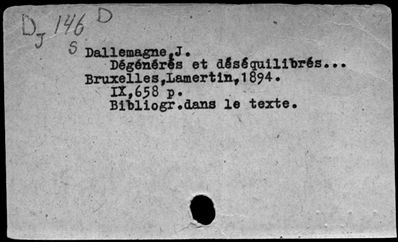 DJ 146 D
S
Dallemagne,J.
Dégénérés et déséquilibrés...
Bruxelles,Lamertin,1894.
IX,658 p.
Bibliogr.dans le texte.